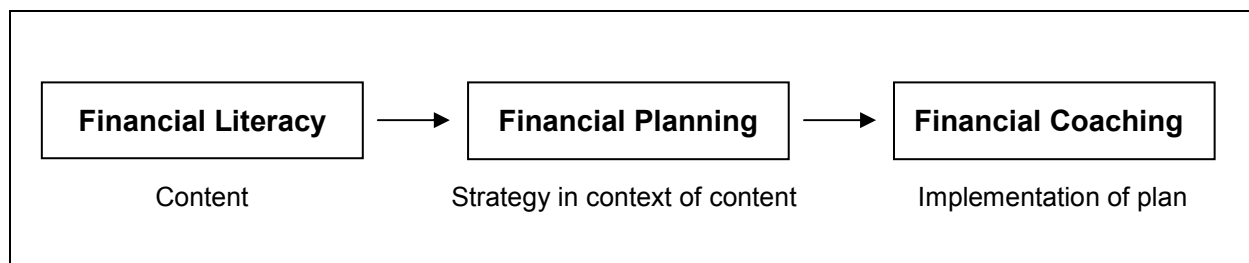 Financial Literacy
Financial Planning
Financial Coaching
Content
Strategy in context of content
Implementation of plan